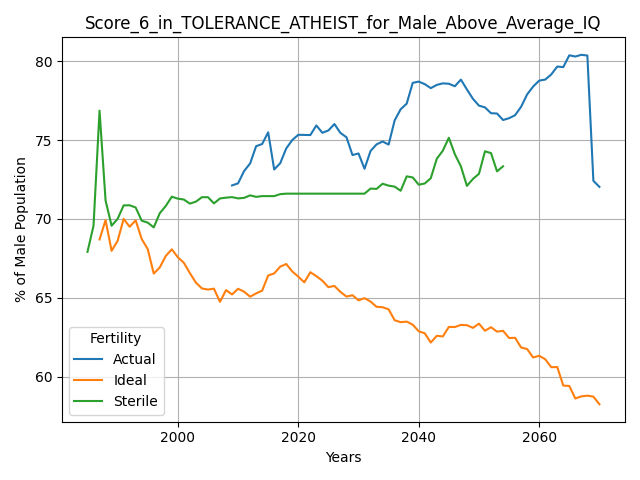 Score_6_in_TOLERANCE_ATHEIST_for_Male_Above_Average_IQ
80
75
70
65
60
% of Male Population
Fertility
Actual
Ideal
Sterile
2000 2020 2040 2060
Years